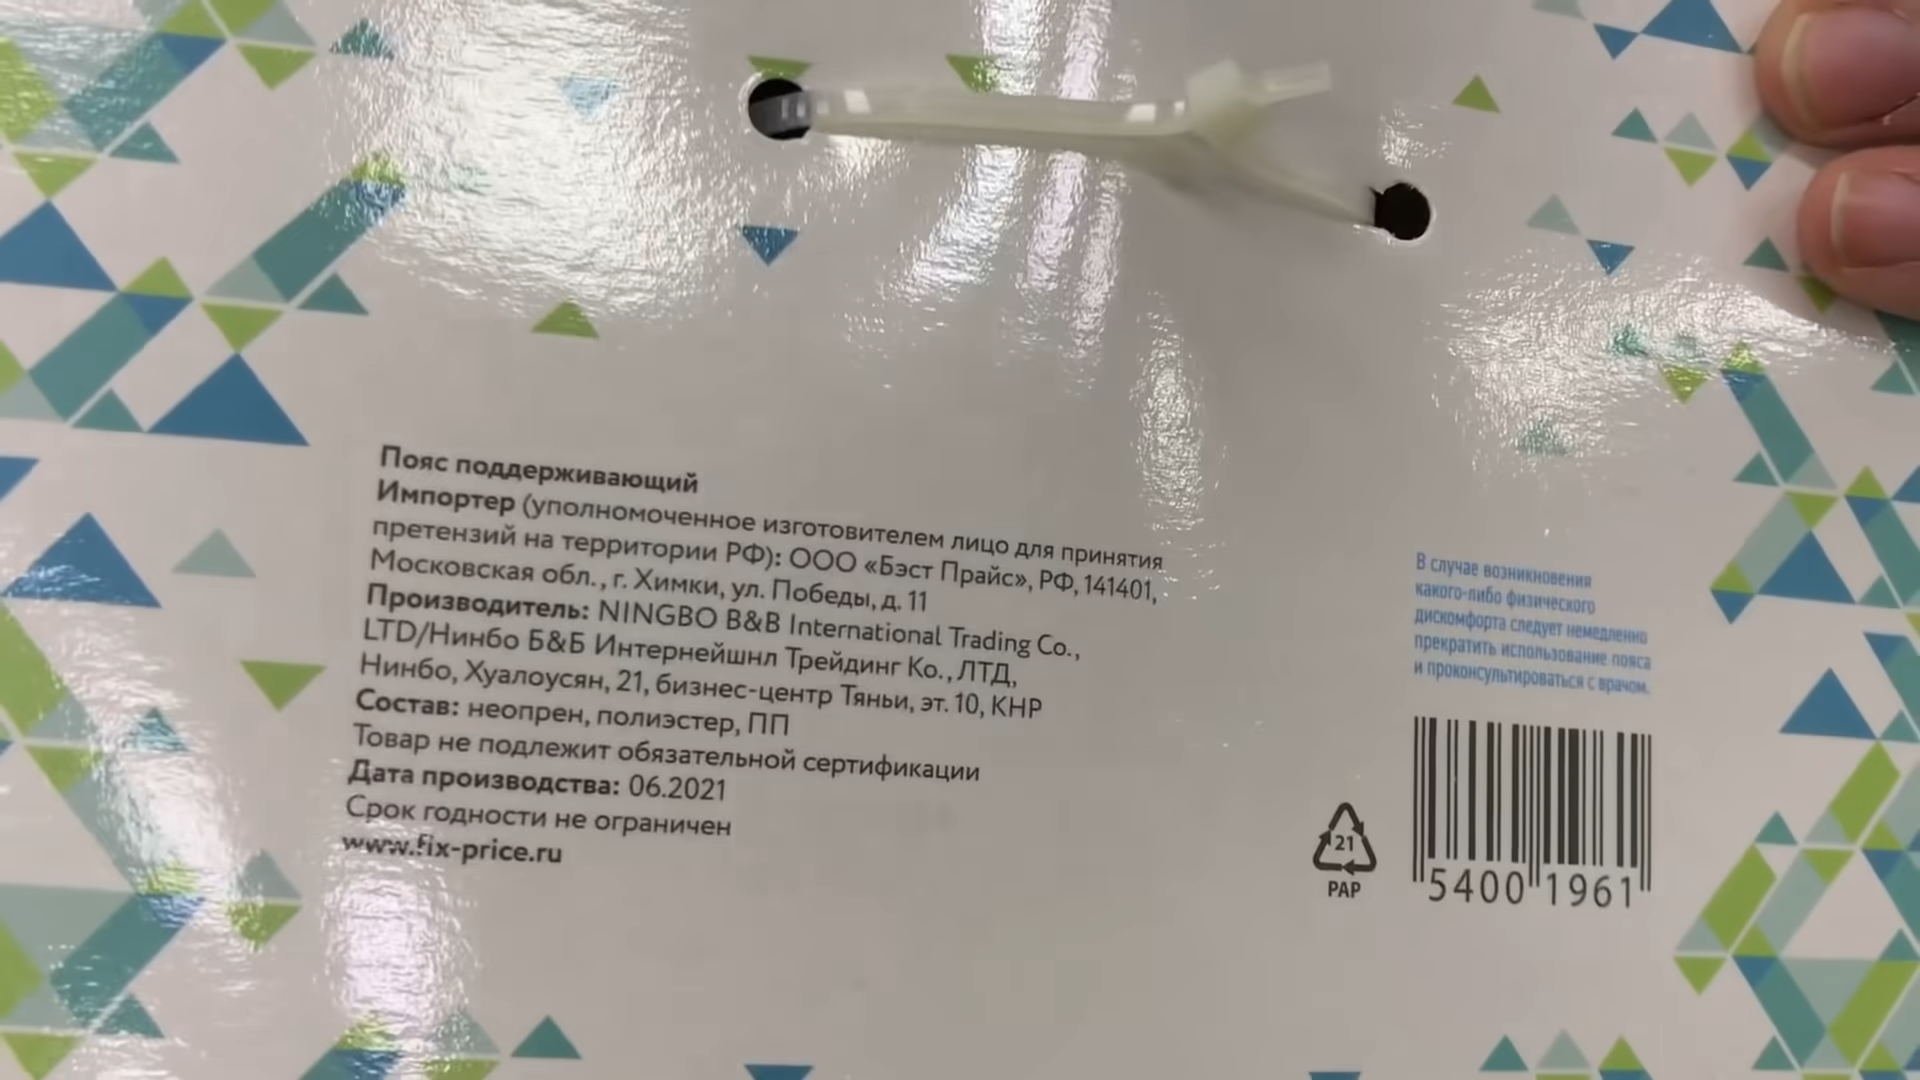 Пояс поддерживающий
Импортер (уполномоченное изготовителем лицо для принятия
претензий на территории РФ): ООО «Бэст Прайс», РФ, 141401,
Московская обл., г. Химки, ул. Победы, д. 11
Производитель: NINGBO B&B International Trading Co.,
LTD/Нинбо Б&Б Интернейшнл Трейдинг Ко., ЛТД,
Нинбо, Хуалоусян, 21, бизнес-центр Тяньи, эт. 10, КНР
Состав: неопрен, полиэстер, ПП
Товар не подлежит обязательной сертификации
Дата производства: 06.2021
Срок годности не ограничен
www.fix-price.ru
В случае возникновения
какого-либо физического
дискомфорта следует немедленно
прекратить использование пояса
и проконсультироваться с врачом.
21
PAP
5400 1961